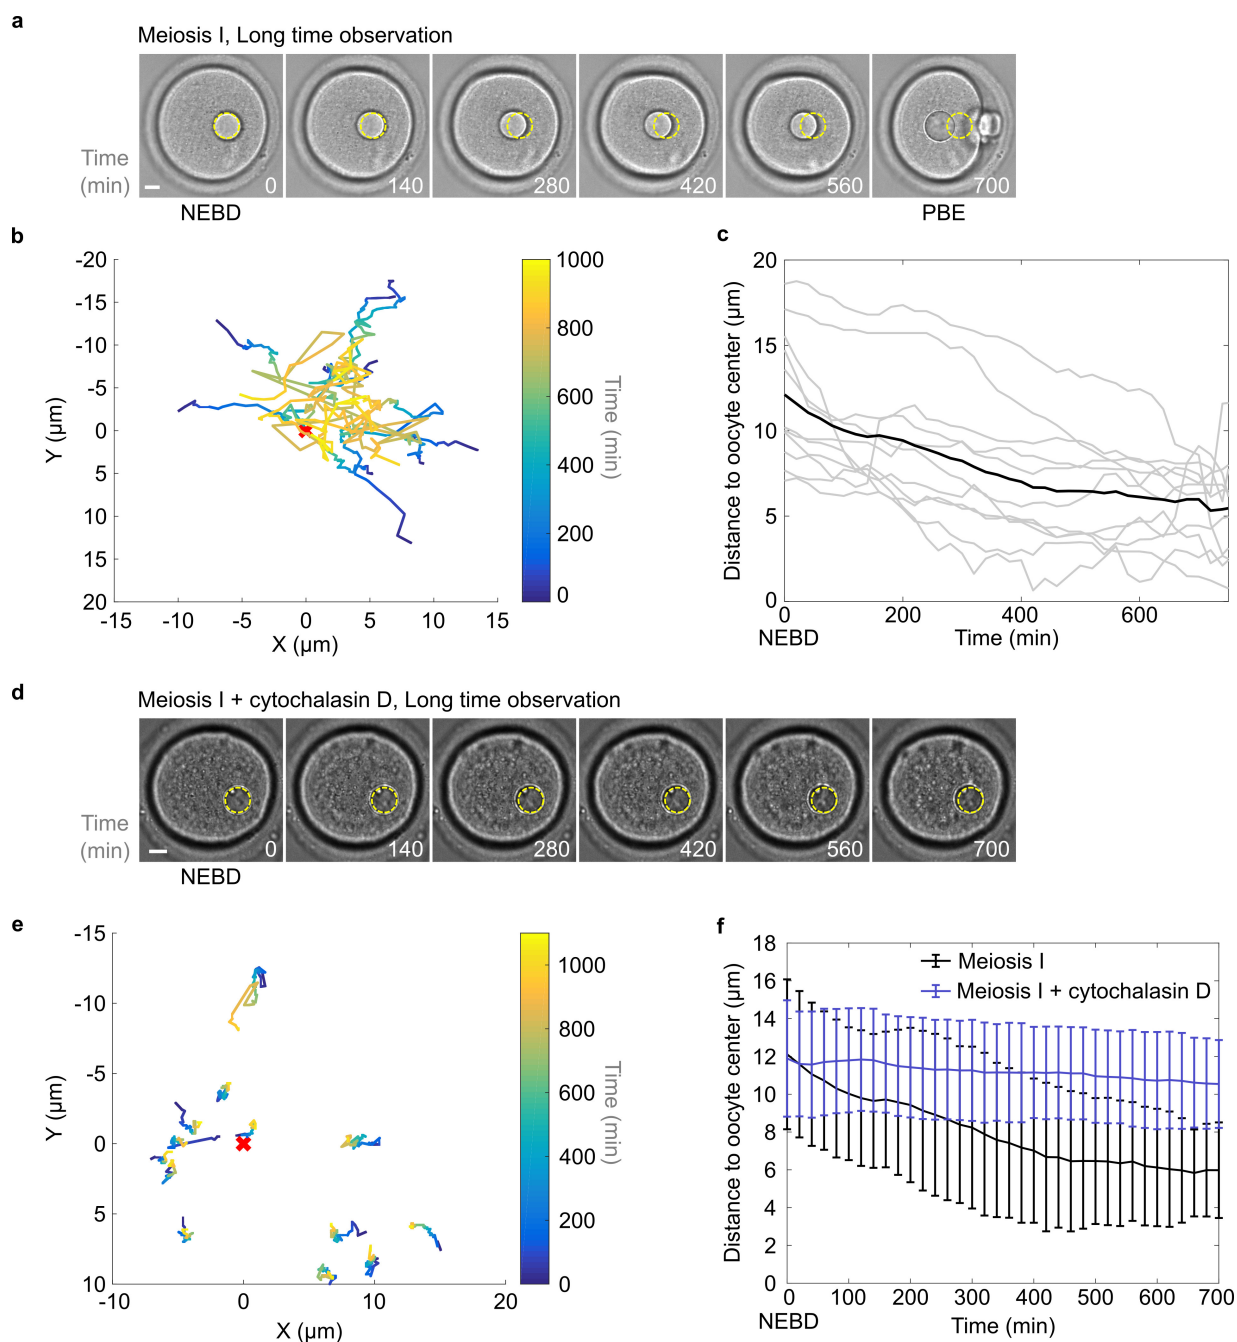 a
Meiosis I, Long time observation
Time (min)
0 140 280 420 560 700
NEBD PBE
b
-20
-15
-10
-5
0
5
10
15
20
-15 -10 -5 0 5 10 15
X (µm)
Y (µm)
1000
800
600
400
200
0
Time (min)
c
20
15
10
5
0
0 200 400 600
NEBD Time (min)
Distance to oocyte center (µm)
d
Meiosis I + cytochalasin D, Long time observation
Time (min)
0 140 280 420 560 700
NEBD
e
-15
-10
-5
0
5
10
-10 0 10 20
X (µm)
Y (µm)
1000
800
600
400
200
0
Time (min)
f
18
16
14
12
10
8
6
4
2
0
Meiosis I
Meiosis I + cytochalasin D
0 100 200 300 400 500 600 700
NEBD Time (min)
Distance to oocyte center (µm)